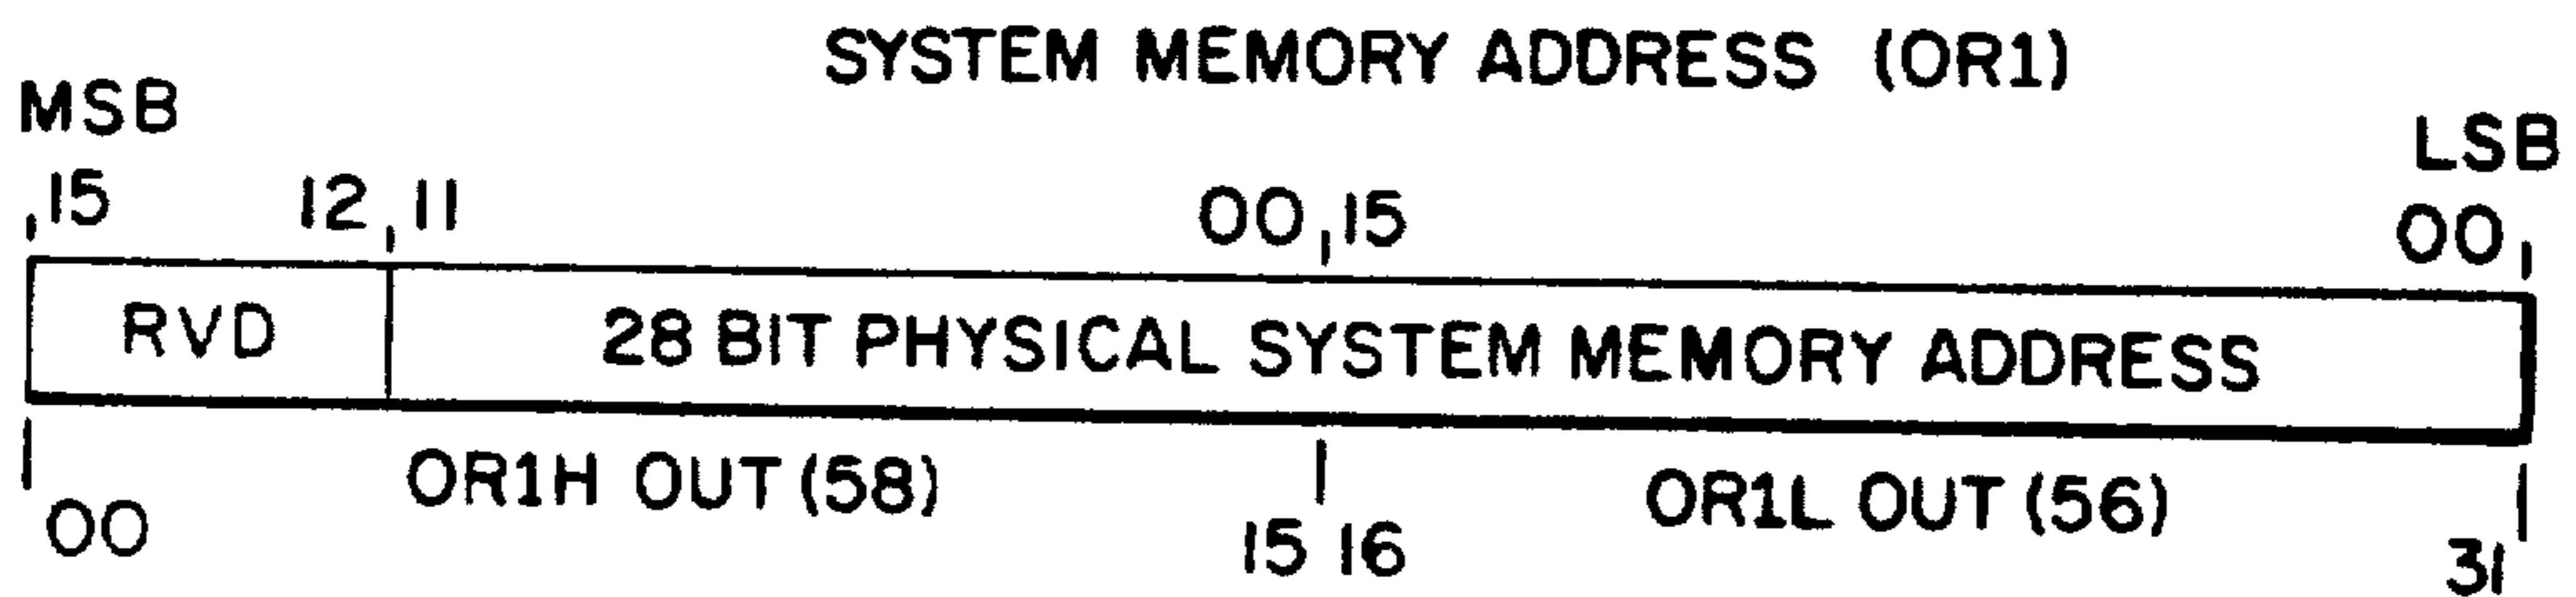 SYSTEM MEMORY ADDRESS (OR1)
MSB LSB
15 12 11 00 15 00
RVD 28 BIT PHYSICAL SYSTEM MEMORY ADDRESS
OR1H OUT (58) OR1L OUT (56)
00 15 16 31